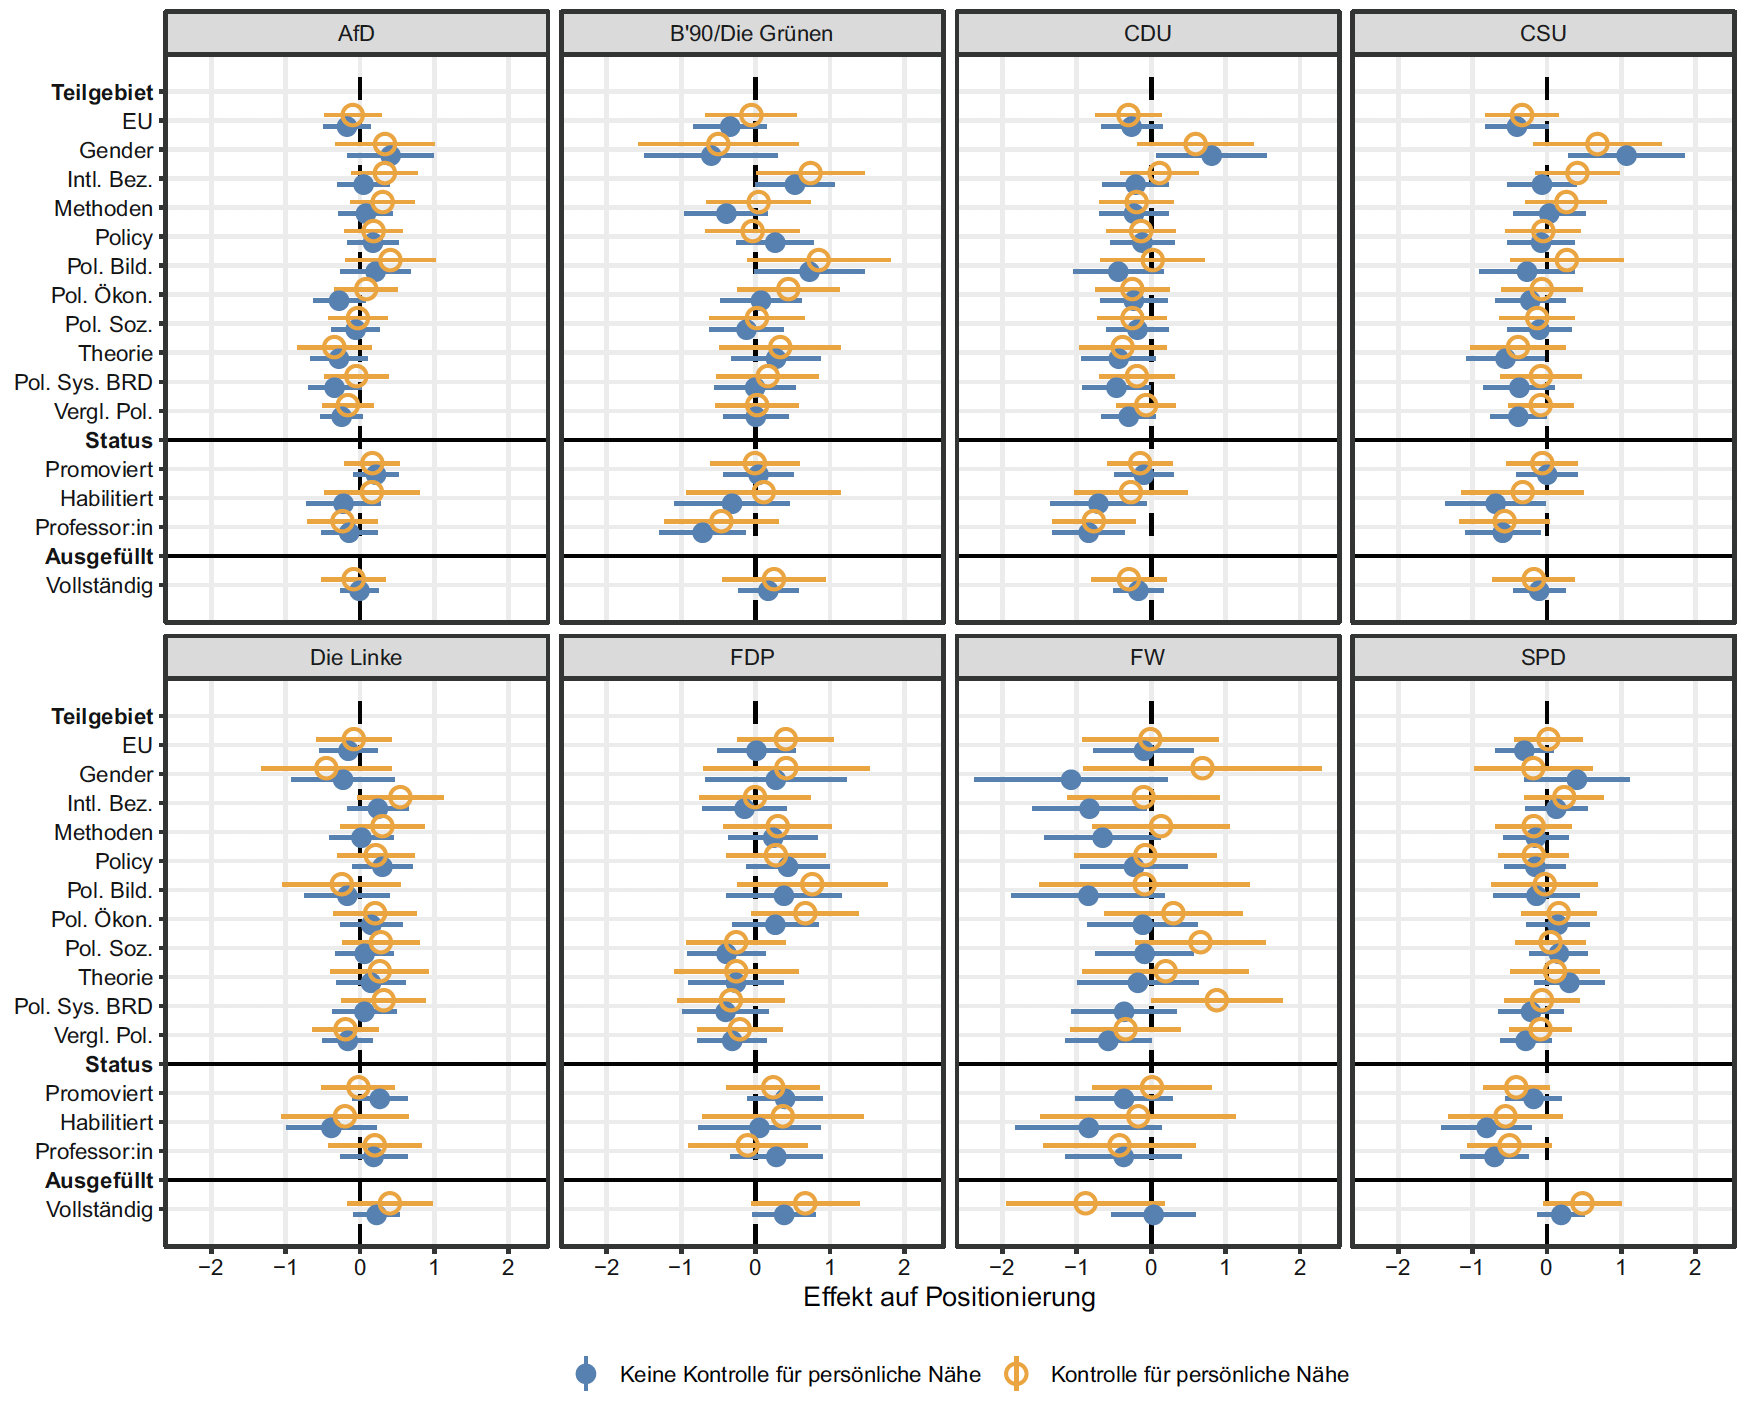 AfD
B'90/Die Grünen
CDU
CSU
Teilgebiet
EU
Gender
Intl. Bez.
Methoden
Policy
Pol. Bild.
Pol. Ökon.
Pol. Soz.
Theorie
Pol. Sys. BRD
Vergl. Pol.
Status
Promoviert
Habilitiert
Professor:in
Ausgefüllt
Vollständig
Die Linke
FDP
FW
SPD
Teilgebiet
EU
Gender
Intl. Bez.
Methoden
Policy
Pol. Bild.
Pol. Ökon.
Pol. Soz.
Theorie
Pol. Sys. BRD
Vergl. Pol.
Status
Promoviert
Habilitiert
Professor:in
Ausgefüllt
Vollständig
−2 −1 0 1 2 −2 −1 0 1 2 −2 −1 0 1 2 −2 −1 0 1 2
Effekt auf Positionierung
Keine Kontrolle für persönliche Nähe Kontrolle für persönliche Nähe